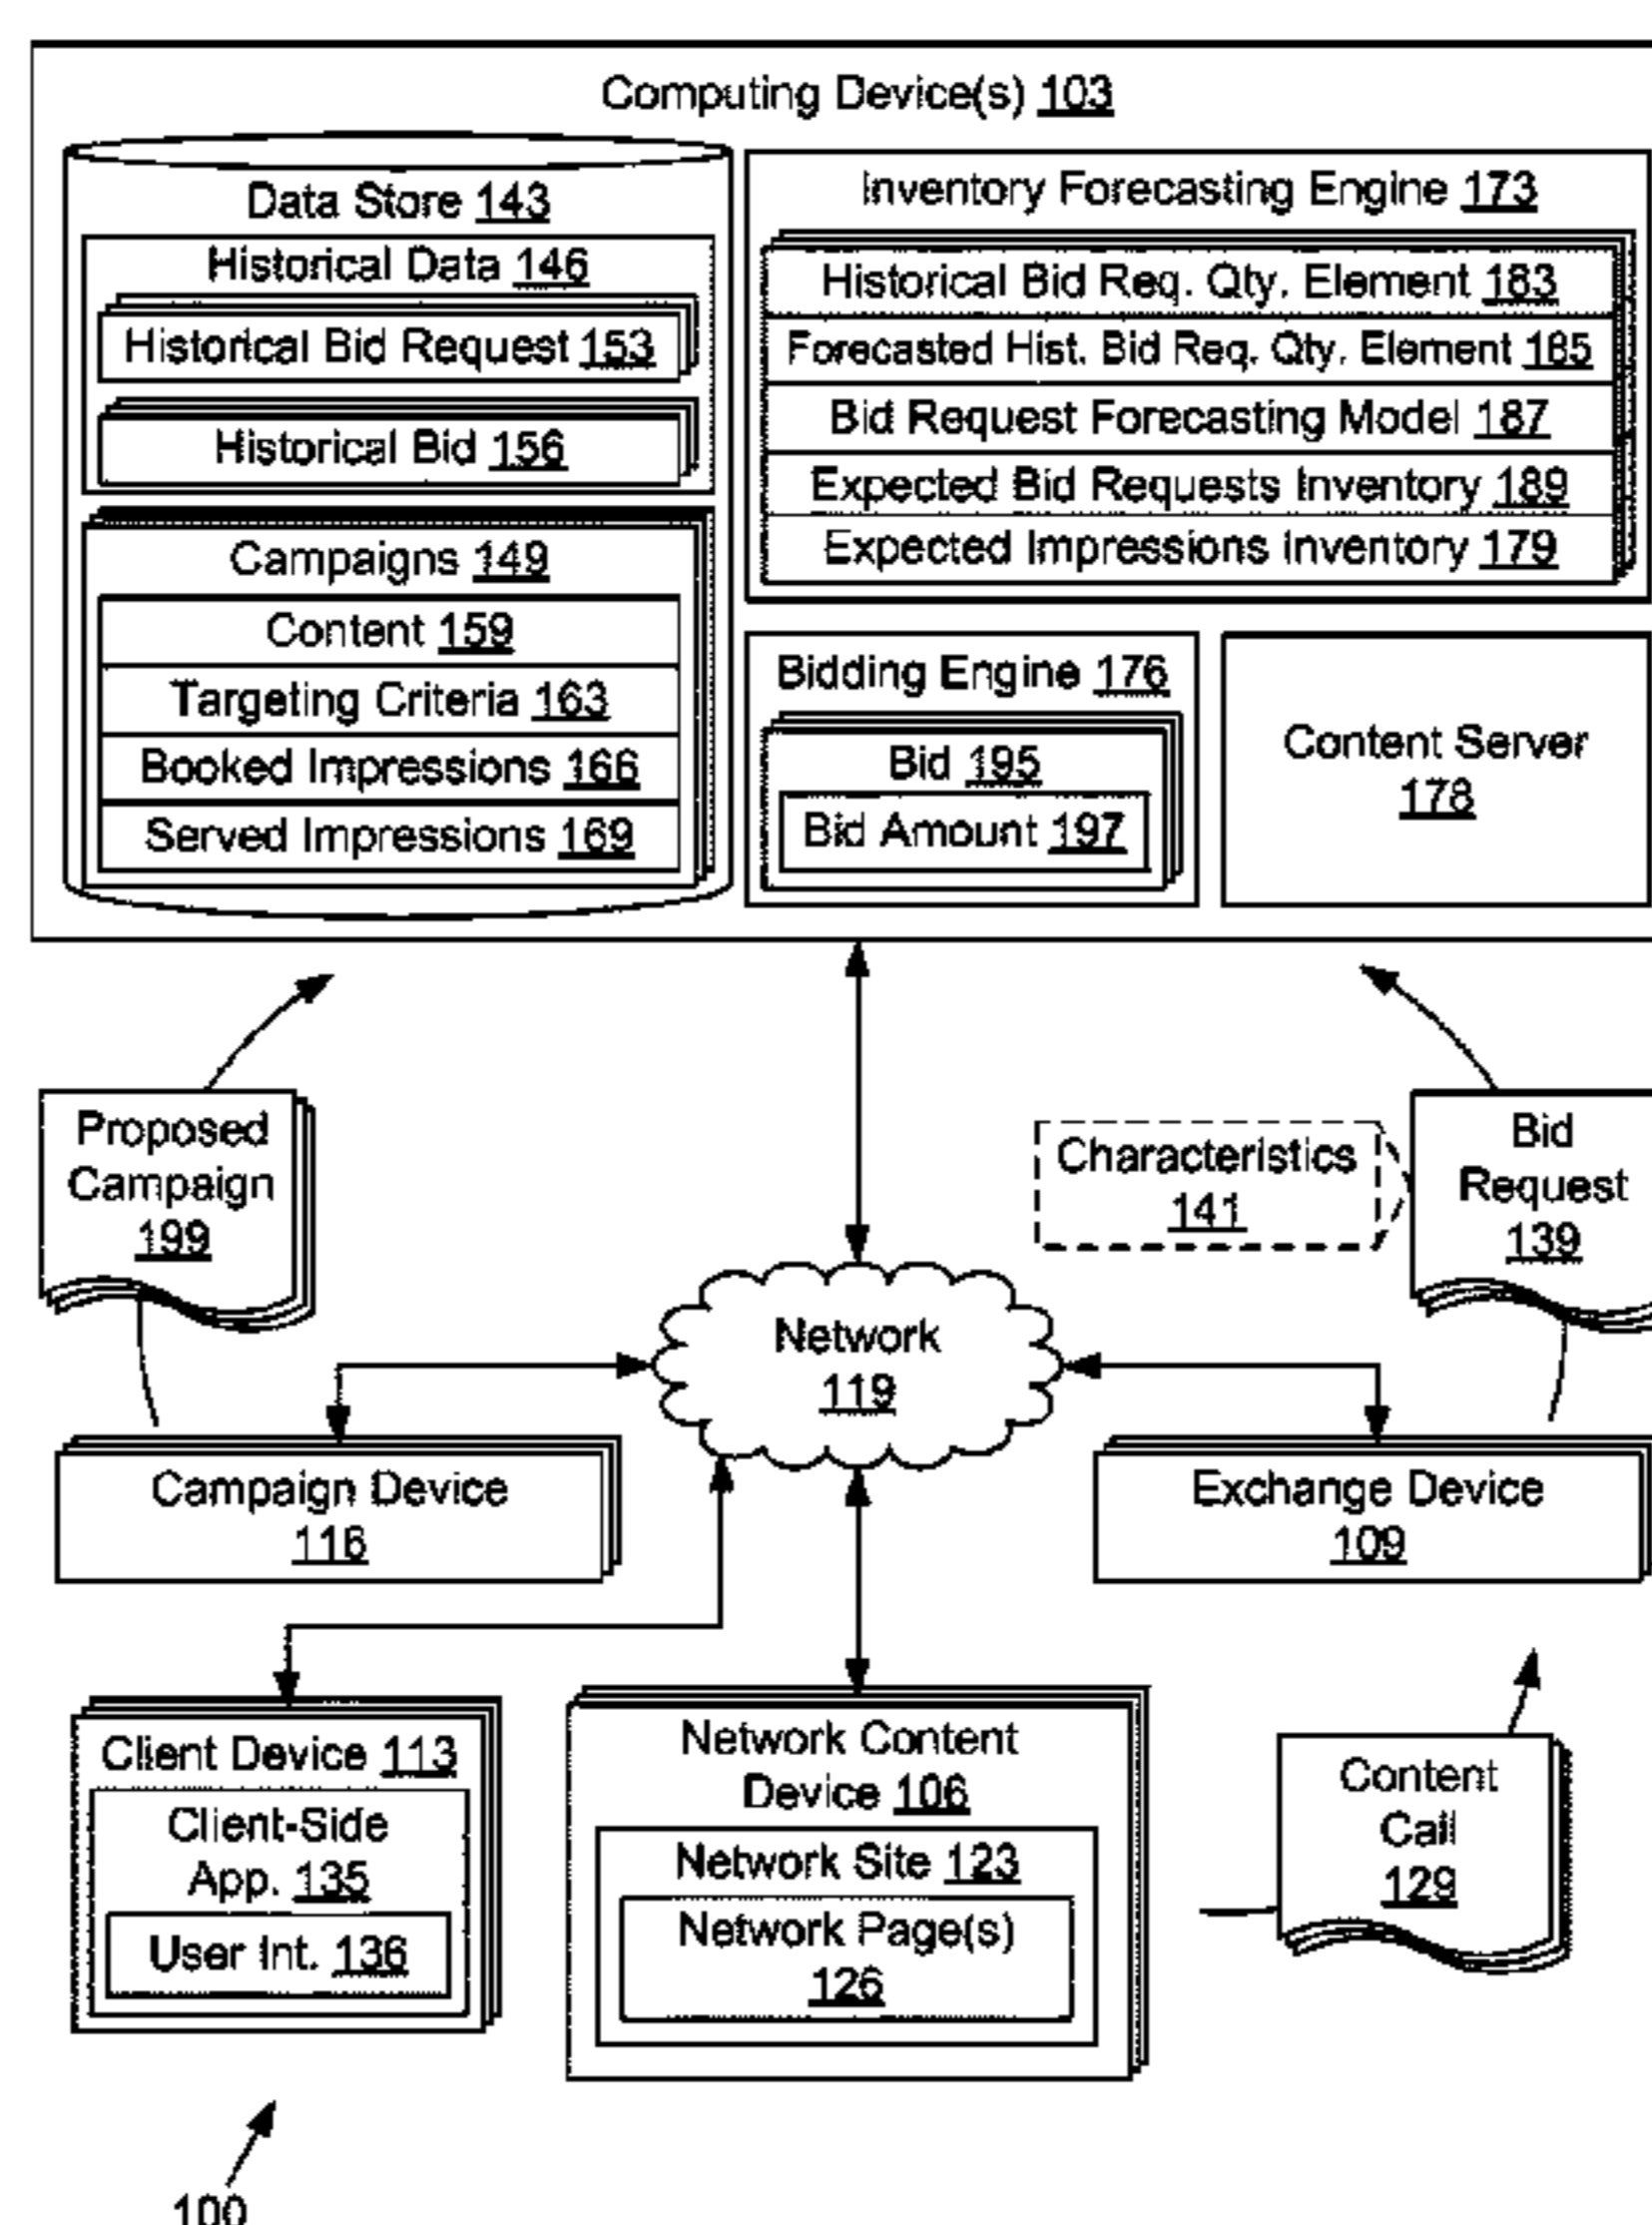 Computing Device(s) 103
Data Store 143
Historical Data 146
Historical Bid Request 153
Historical Bid 156
Campaigns 149
Content 159
Targeting Criteria 163
Booked Impressions 166
Served Impressions 169
Inventory Forecasting Engine 173
Historical Bid Req. Qty. Element 183
Forecasted Hist. Bid Req. Qty. Element 185
Bid Request Forecasting Model 187
Expected Bid Requests Inventory 189
Expected Impressions Inventory 179
Bidding Engine 176
Bid 195
Bid Amount 197
Content Server
178
Proposed
Campaign
199
Characteristics
141
Bid
Request
139
Network
119
Campaign Device
116
Exchange Device
109
Client Device 113
Client-Side
App. 135
User Int. 136
Network Content
Device 106
Network Site 123
Network Page(s)
126
Content
Call
129
100